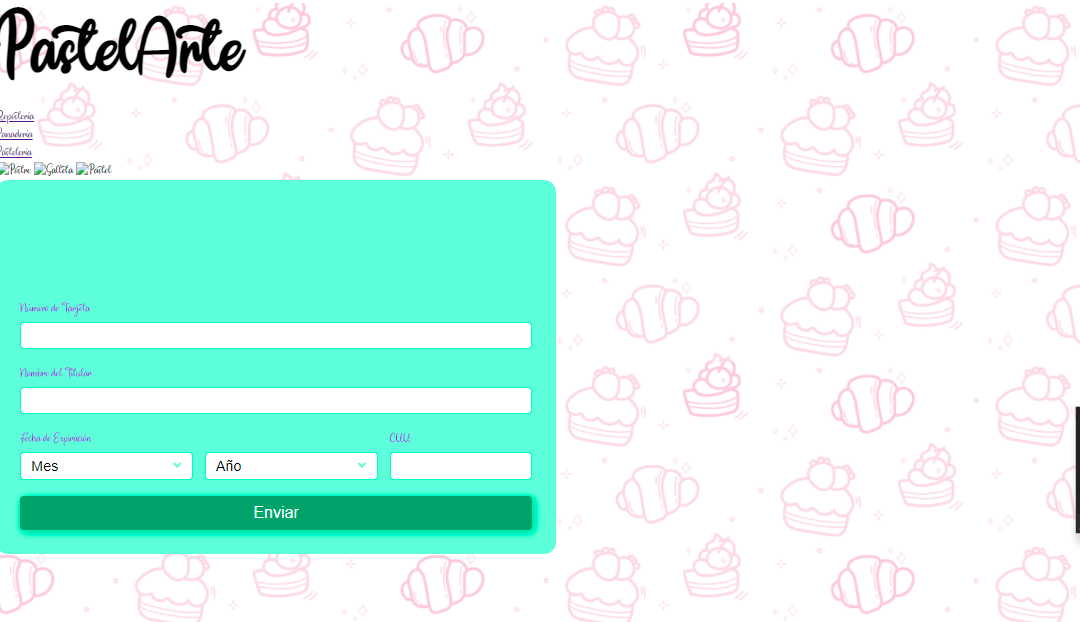 PastelArte
Repostería
Panadería
Pastelería
Postre Galleta Pastel
Número de Tarjeta
Nombre del Titular
Fecha de Expiración CVV
Mes Año
Enviar